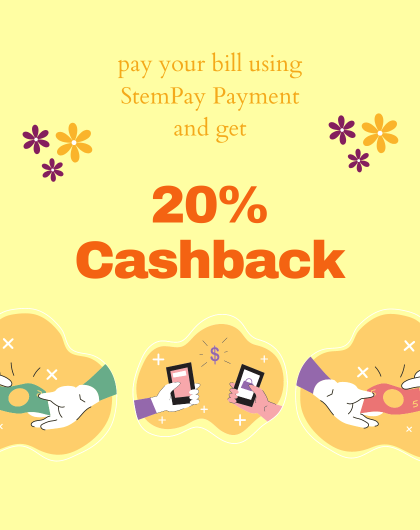 pay your bill using
StemPay Payment
and get
20%
Cashback
$